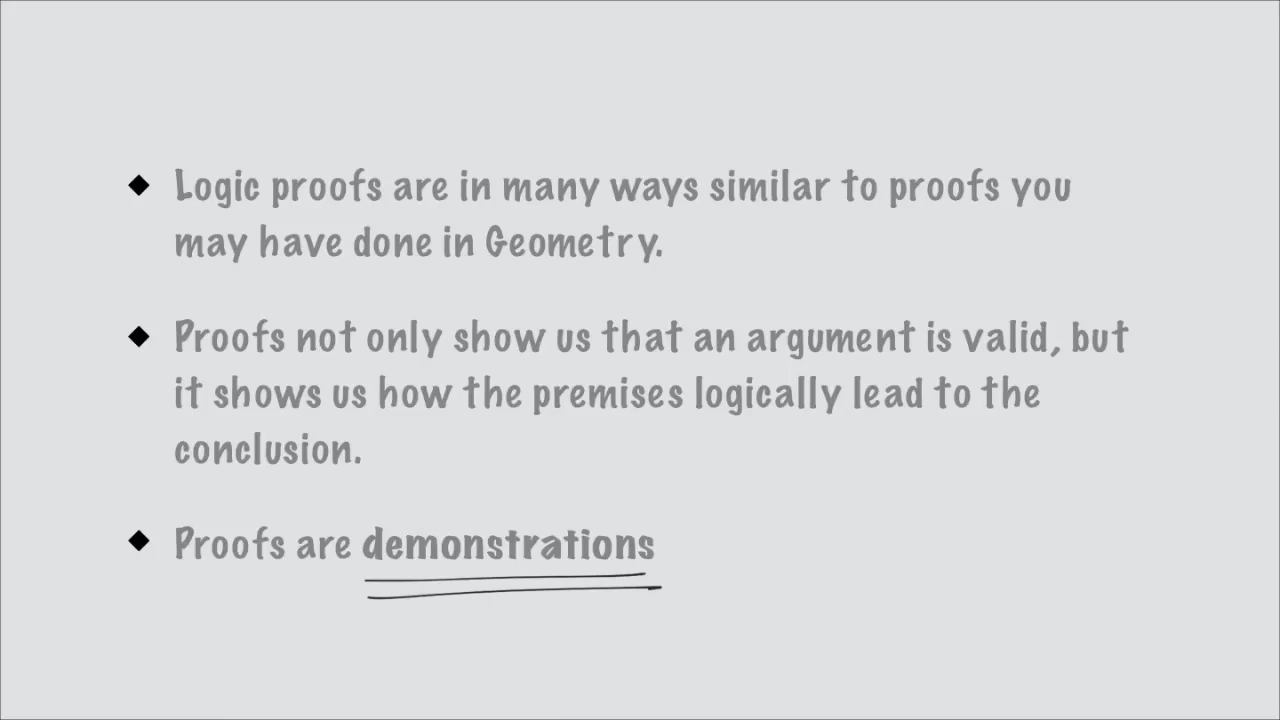 Logic proofs are in many ways similar to proofs you
may have done in Geometry.
Proofs not only show us that an argument is valid, but
it shows us how the premises logically lead to the
conclusion.
Proofs are demonstrations